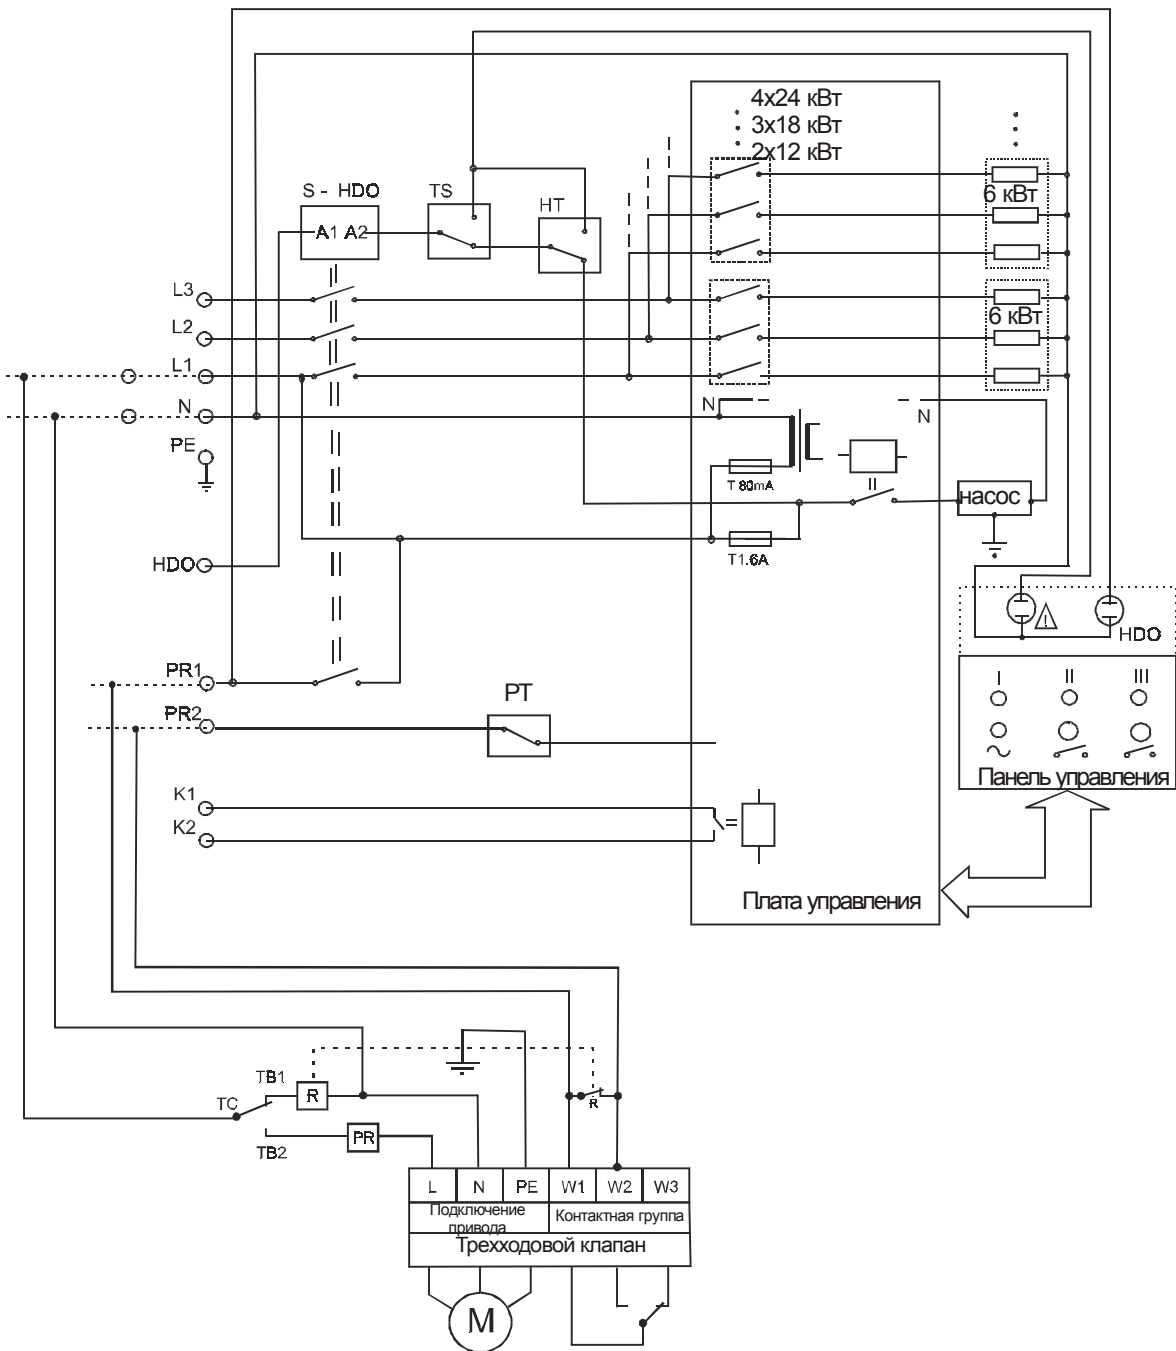 4x24 кВт
3x18 кВт
2x12 кВт
S - HDO
TS
HT
A1 A2
6 кВт
L3
L2
6 кВт
L1
N
N
N
PE
T 80mA
II
насос
T1.6A
HDO
HDO
PR1
PR2
PT
I II III
Панель управления
K1
K2
Плата управления
TB1
TC
R
R
PR
TB2
L N PE W1 W2 W3
Подключение
привода
Контактная группа
Трехходовой клапан
M